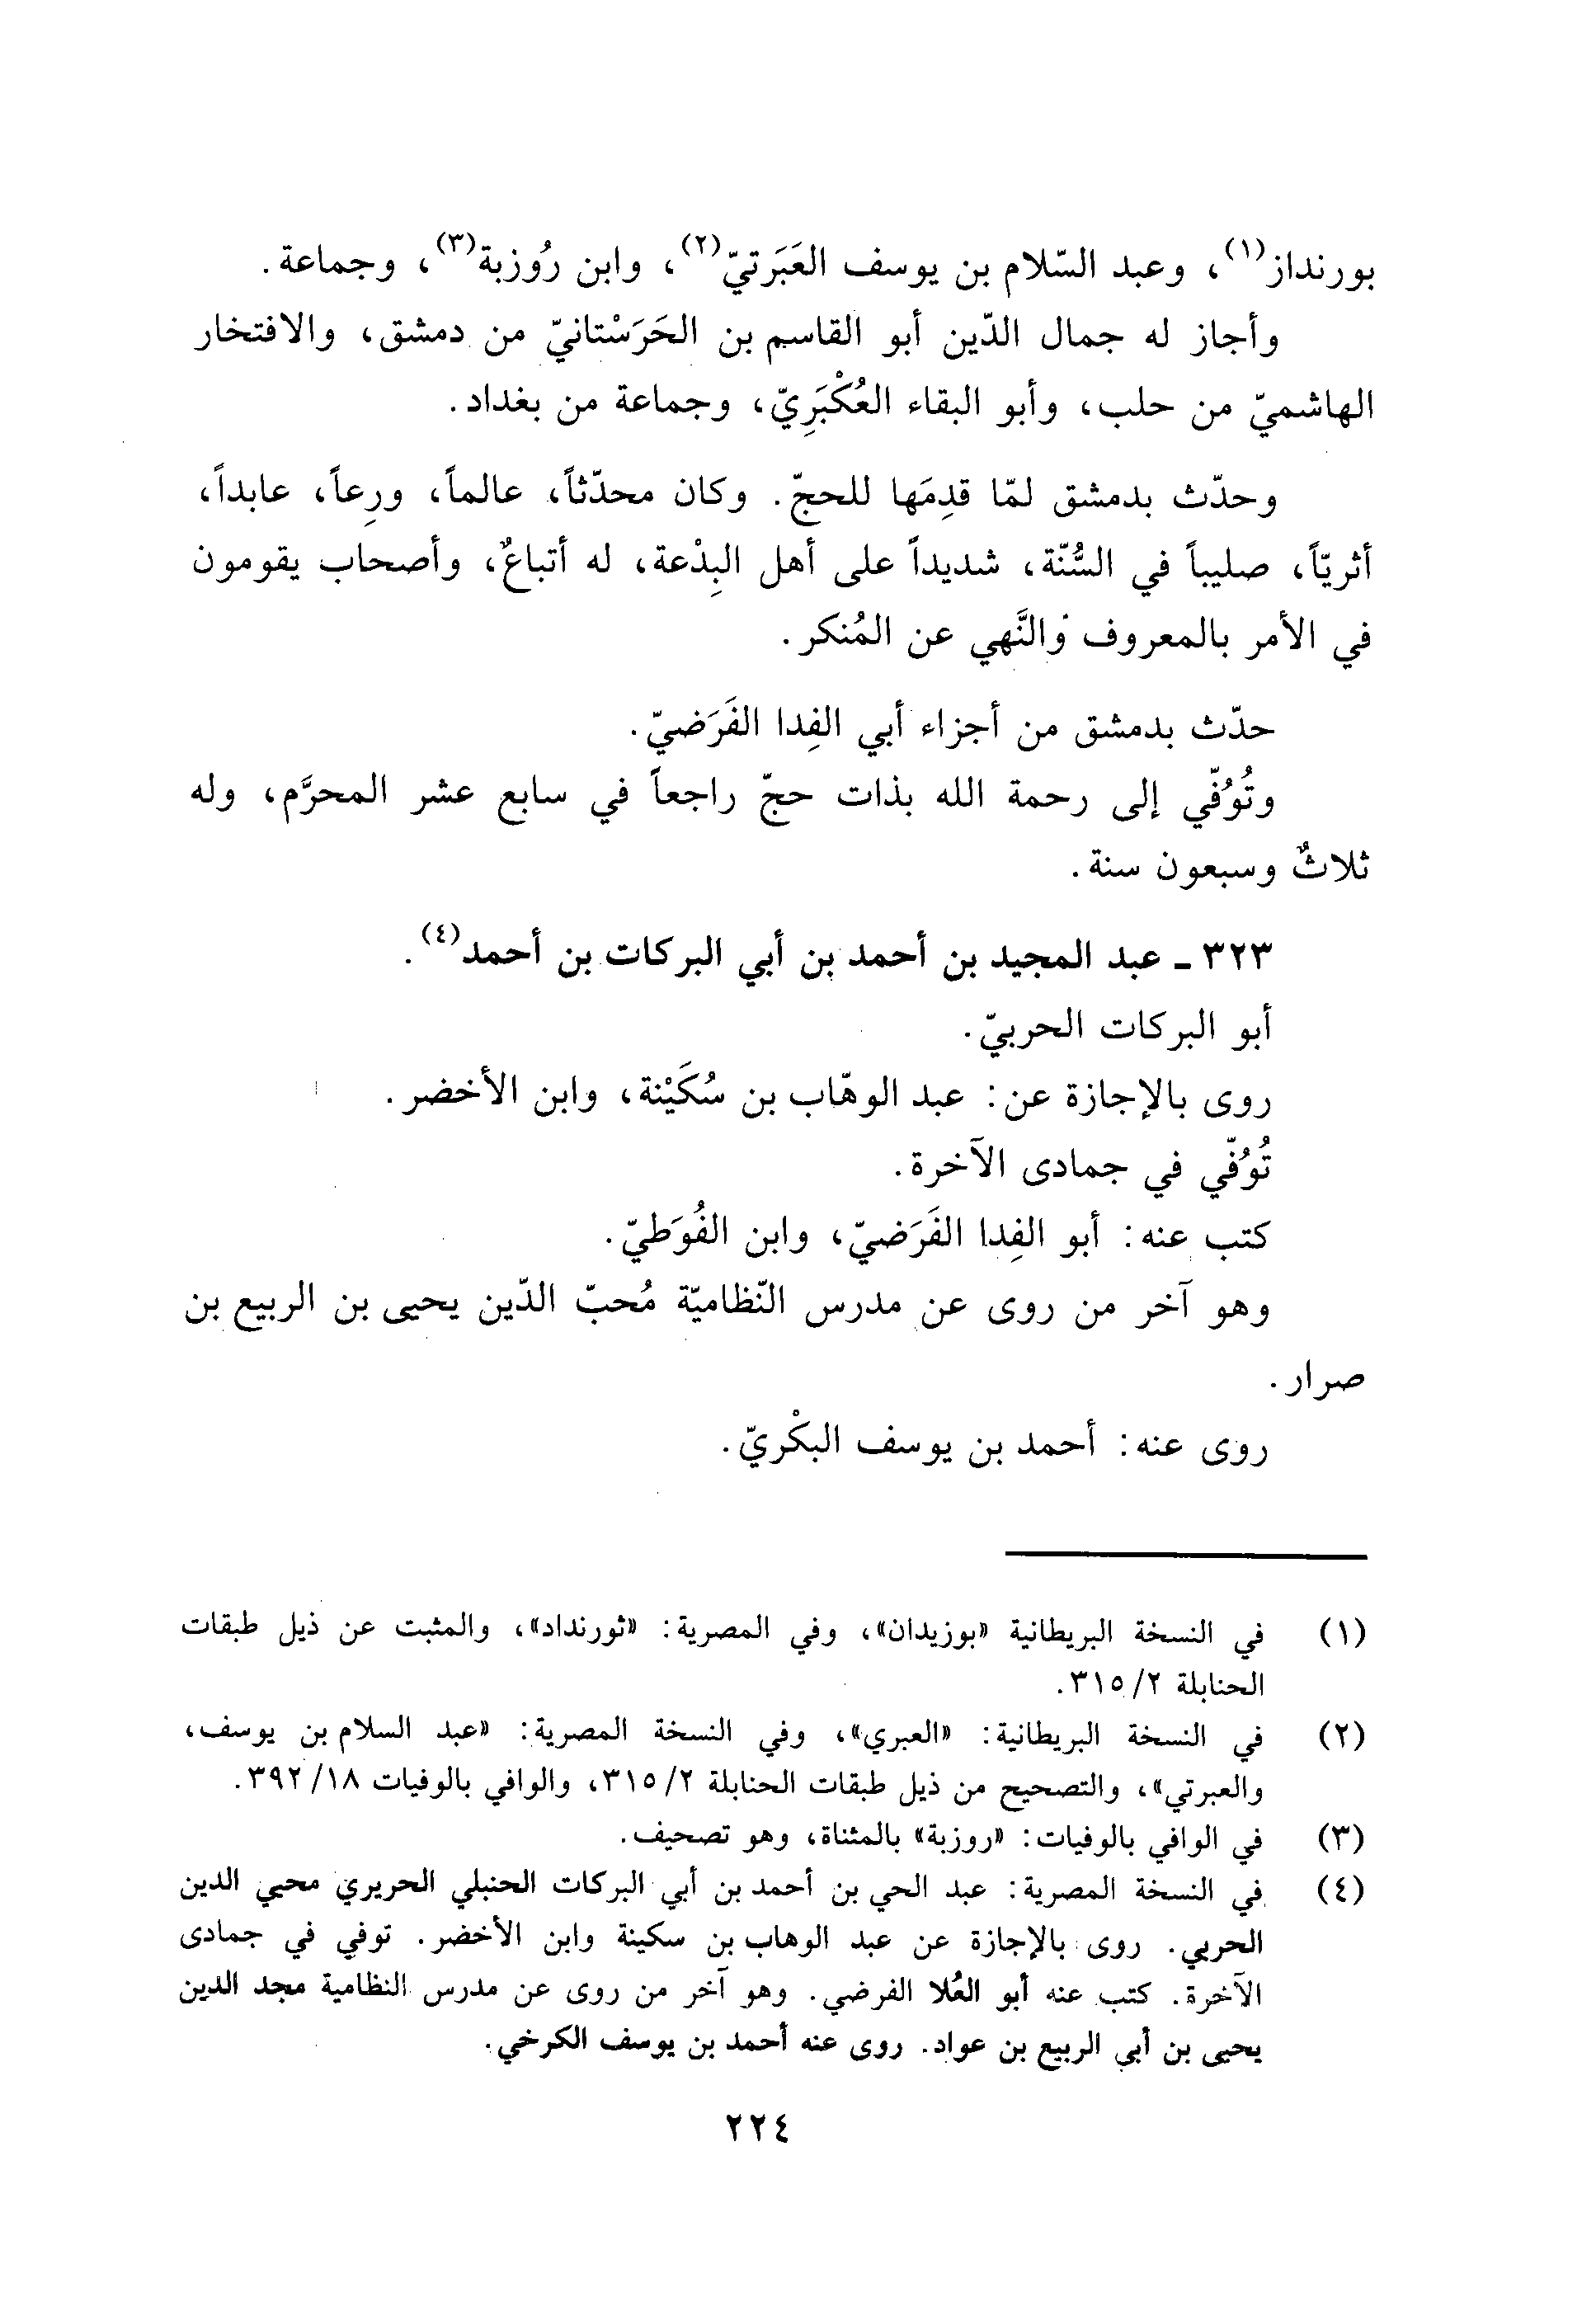 بورنداز(١)، وعبد السّلام بن يوسف العَبَرتيّ(٢)، وابن رُوزبة(٣)، وجماعة.
وأجاز له جمال الدّين أبو القاسم بن الحَرَسْتانيّ من دمشق، والافتخار
الهاشميّ من حلب، وأبو البقاء العُكْبَرِيّ، وجماعة من بغداد.
وحدّث بدمشق لمّا قدِمَها للحجّ. وكان محدّثاً، عالماً، ورِعاً، عابداً،
أثريّاً، صليباً في السُّنّة، شديداً على أهل البِدْعة، له أتباعٌ، وأصحاب يقومون
في الأمر بالمعروف والنَّهي عن المُنكر.
حدّث بدمشق من أجزاء أبي الفِدا الفَرَضيّ.
وتُوُفّي إلى رحمة الله بذات حجّ راجعاً في سابع عشر المحرَّم، وله
ثلاثٌ وسبعون سنة.
٣٢٣ ـ عبد المجيد بن أحمد بن أبي البركات بن أحمد(٤).
أبو البركات الحربيّ.
روى بالإجازة عن: عبد الوهّاب بن سُكَيْنة، وابن الأخضر.
تُوُفّي في جمادى الآخرة.
كتب عنه: أبو الفِدا الفَرَضيّ، وابن الفُوَطيّ.
وهو آخر من روى عن مدرس النّظاميّة مُحبّ الدّين يحيى بن الربيع بن
صرار.
روى عنه: أحمد بن يوسف البكْريّ.
(١) في النسخة البريطانية «بوزيدان»، وفي المصرية: «ثورنداد»، والمثبت عن ذيل طبقات
الحنابلة ٢/ ٣١٥.
(٢) في النسخة البريطانية: «العبري»، وفي النسخة المصرية: «عبد السلام بن يوسف،
والعبرتي»، والتصحيح من ذيل طبقات الحنابلة ٢/ ٣١٥، والوافي بالوفيات ١٨/ ٣٩٢.
(٣) في الوافي بالوفيات: «روزبة» بالمثناة، وهو تصحيف.
(٤) في النسخة المصرية: عبد الحي بن أحمد بن أبي البركات الحنبلي الحريري محيي الدين
الحربي. روى بالإجازة عن عبد الوهاب بن سكينة وابن الأخضر. توفي في جمادى
الآخرة. كتب عنه أبو العُلا الفرضي. وهو آخر من روى عن مدرس النظامية مجد الدين
يحيى بن أبي الربيع بن عواد. روى عنه أحمد بن يوسف الكرخي.
٢٢٤